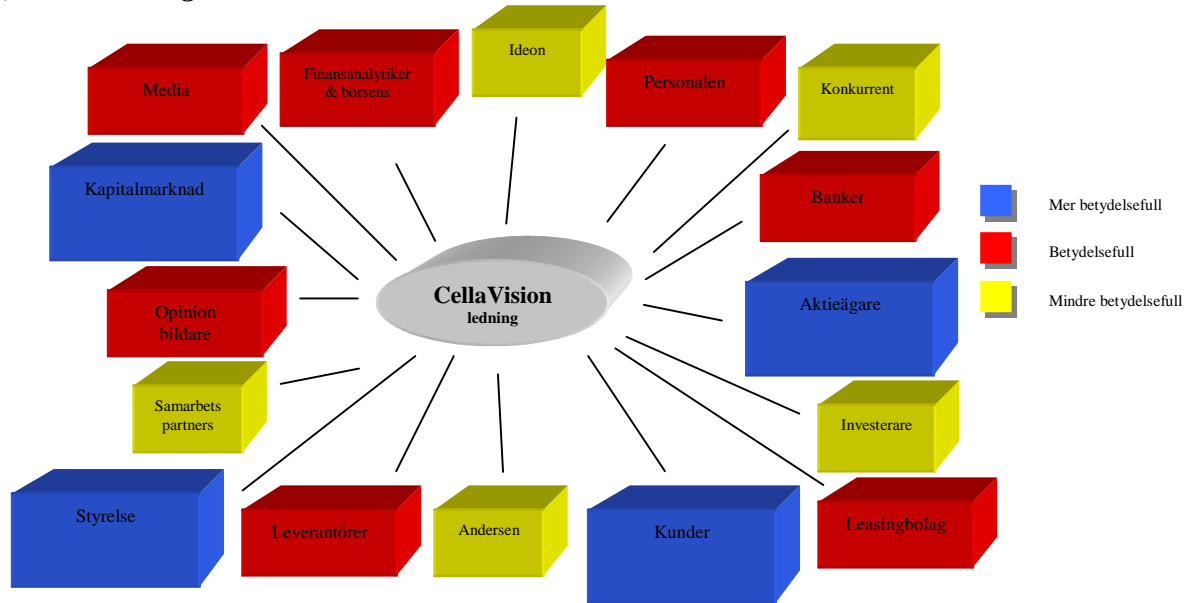 Ideon
Finansanalytiker
& börsens
Media
Personalen
Konkurrent
Kapitalmarknad
Banker
Mer betydelsefull
Betydelsefull
Mindre betydelsefull
CellaVision
ledning
Aktieägare
Opinion
bildare
Samarbets
partners
Investerare
Styrelse
Leverantörer
Andersen
Kunder
Leasingbolag